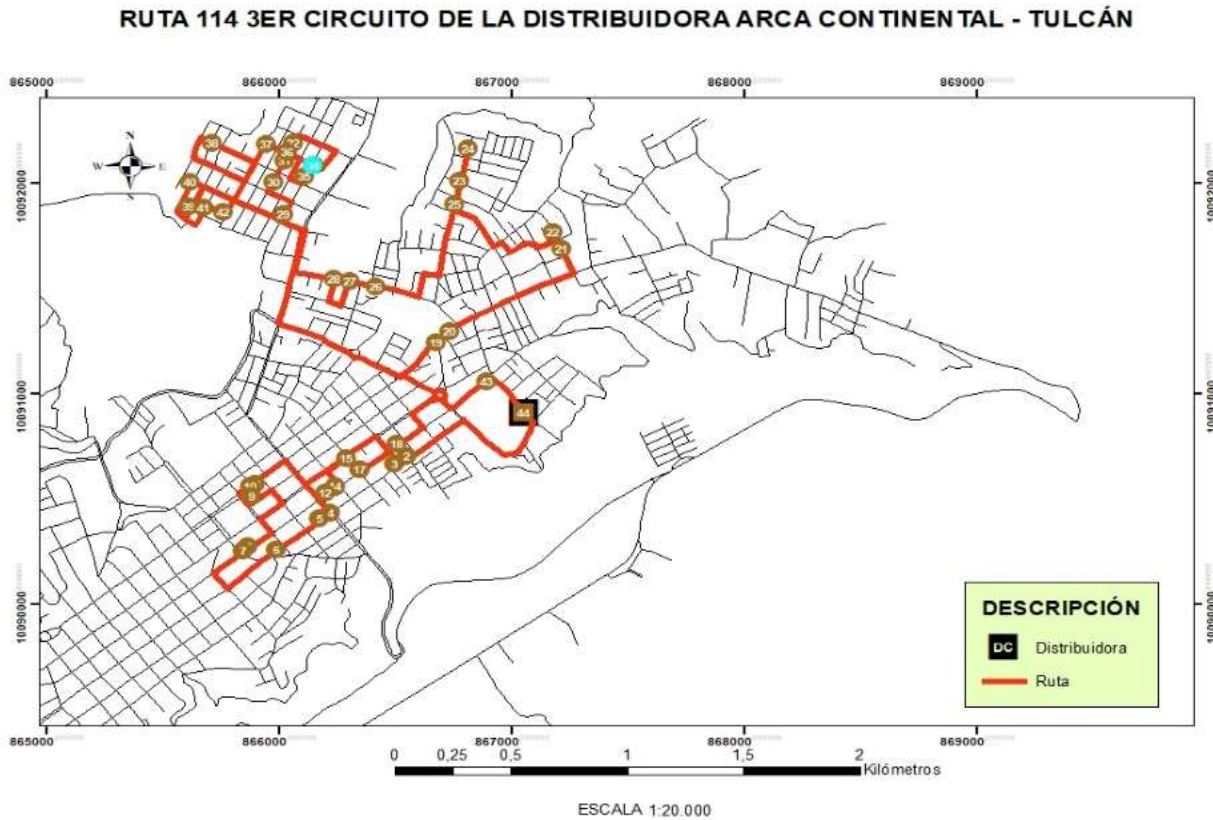 RUTA 114 3ER CIRCUITO DE LA DISTRIBUIDORA ARCA CONTINENTAL - TULCÁN
865000 866000 867000 868000 869000
N
W E
S
10092000 10092000
10091000 10091000
10090000 10090000
38 37 36 24
40 30 35 23
39 41 42 29 25
22
21
28 27 26
20
19
43
44
18
15 2
17 3
14
9 12
5 4
7 6
DESCRIPCIÓN
DC Distribuidora
Ruta
865000 866000 867000 868000 869000
0 0,25 0,5 1 1,5 2
Kilómetros
ESCALA 1:20.000